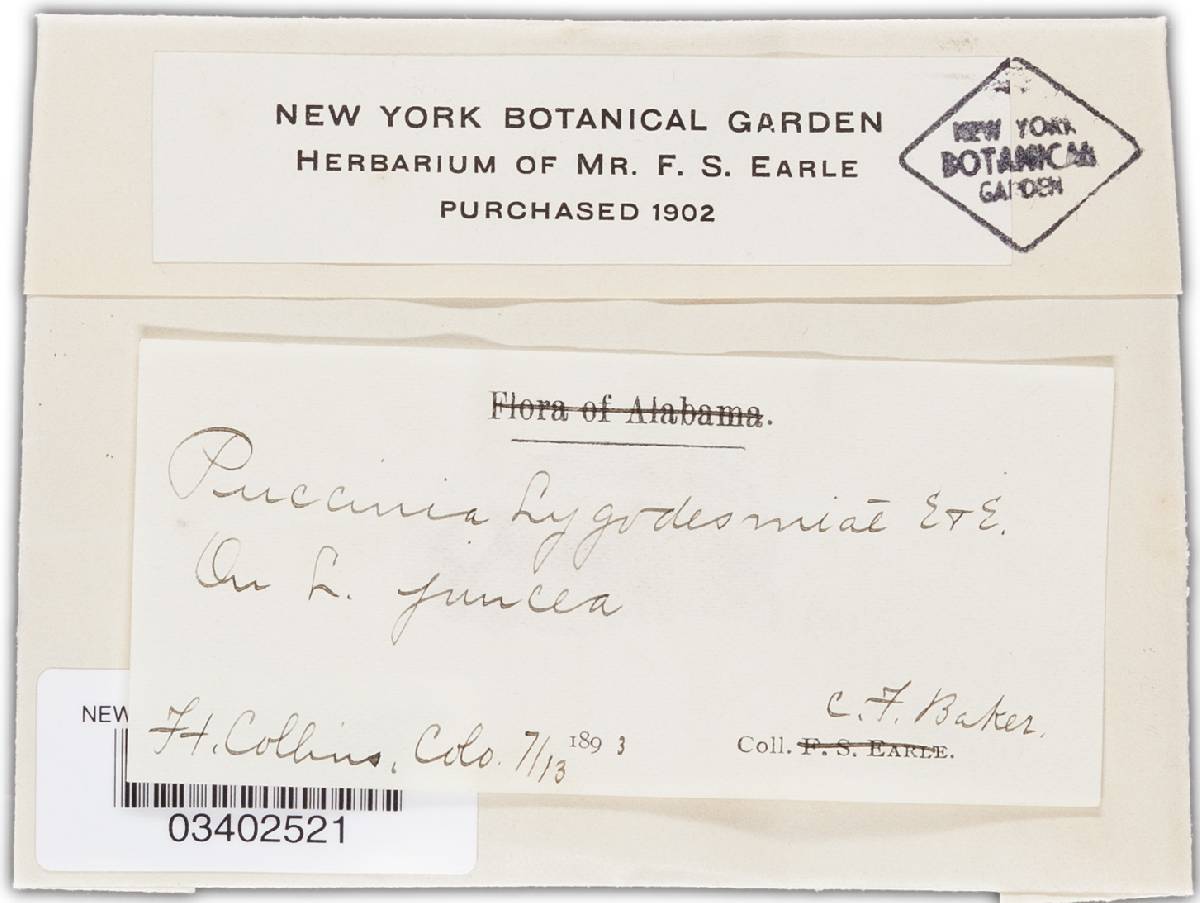 NEW YORK BOTANICAL GARDEN
HERBARIUM OF MR. F. S. EARLE
PURCHASED 1902
NEW YORK
BOTANICAL
GARDEN
Flora of Alabama.
Puccinia Lygodesmiae E & E.
On L. juncea
C. F. Baker.
Ft. Collins, Colo. 7/13 1893 Coll. F. S. EARLE.
NEW
03402521